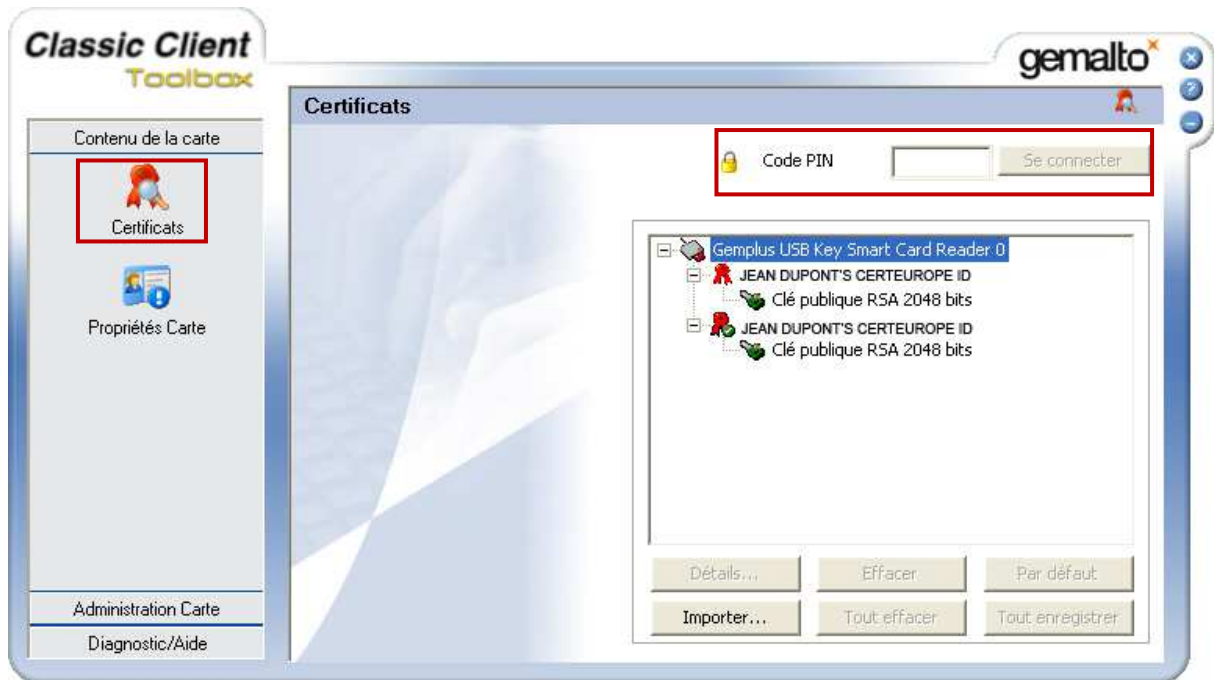 Classic Client
Toolbox
gemalto
Certificats
Contenu de la carte
Certificats
Propriétés Carte
Administration Carte
Diagnostic/Aide
Code PIN
Se connecter
Gemplus USB Key Smart Card Reader 0
JEAN DUPONT'S CERTEUROPE ID
Clé publique RSA 2048 bits
JEAN DUPONT'S CERTEUROPE ID
Clé publique RSA 2048 bits
Détails... Effacer Par défaut
Importer... Tout effacer Tout enregistrer